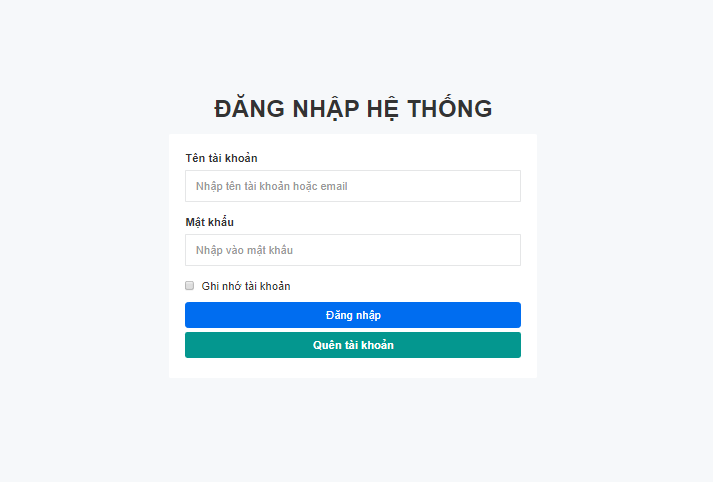 ĐĂNG NHẬP HỆ THỐNG
Tên tài khoản
Nhập tên tài khoản hoặc email
Mật khẩu
Nhập vào mật khẩu
Ghi nhớ tài khoản
Đăng nhập
Quên tài khoản